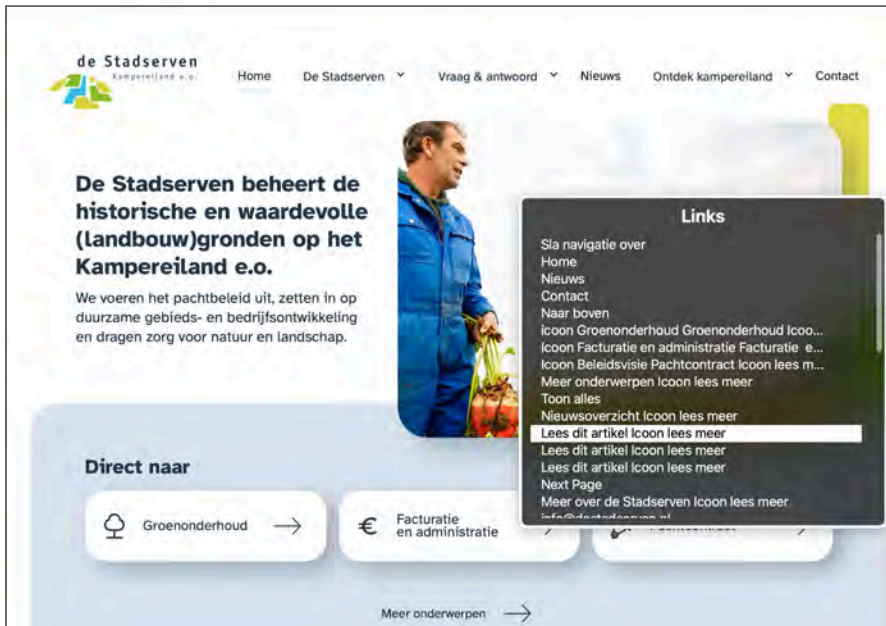 de Stadserven
Kampereiland e.o.
Home De Stadserven Vraag & antwoord Nieuws Ontdek kampereiland Contact
De Stadserven beheert de
historische en waardevolle
(landbouw)gronden op het
Kampereiland e.o.
We voeren het pachtbeleid uit, zetten in op
duurzame gebieds- en bedrijfsontwikkeling
en dragen zorg voor natuur en landschap.
Links
Sla navigatie over
Home
Nieuws
Contact
Naar boven
icoon Groenonderhoud Groenonderhoud Icoo...
Icoon Facturatie en administratie Facturatie e...
Icoon Beleidsvisie Pachtcontract Icoon lees m...
Meer onderwerpen Icoon lees meer
Toon alles
Nieuwsoverzicht Icoon lees meer
Lees dit artikel Icoon lees meer
Lees dit artikel Icoon lees meer
Lees dit artikel Icoon lees meer
Next Page
Meer over de Stadserven Icoon lees meer
Direct naar
Groenonderhoud
€ Facturatie
en administratie
Meer onderwerpen